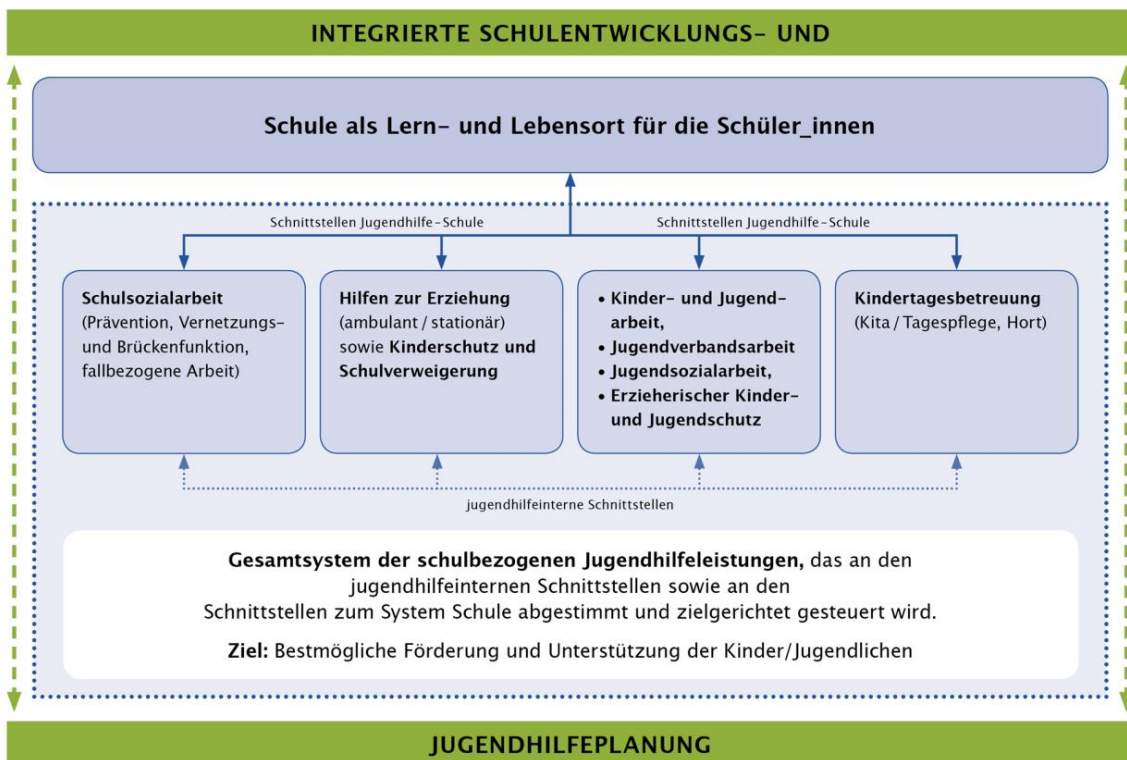 INTEGRIERTE SCHULENTWICKLUNGS- UND
Schule als Lern- und Lebensort für die Schüler_innen
Schnittstellen Jugendhilfe-Schule
Schnittstellen Jugendhilfe-Schule
Schulsozialarbeit
(Prävention, Vernetzungs-
und Brückenfunktion,
fallbezogene Arbeit)
Hilfen zur Erziehung
(ambulant / stationär)
sowie Kinderschutz und
Schulverweigerung
• Kinder- und Jugend-
arbeit,
• Jugendverbandsarbeit
• Jugendsozialarbeit,
• Erzieherischer Kinder-
und Jugendschutz
Kindertagesbetreuung
(Kita / Tagespflege, Hort)
jugendhilfeinterne Schnittstellen
Gesamtsystem der schulbezogenen Jugendhilfeleistungen, das an den
jugendhilfeinternen Schnittstellen sowie an den
Schnittstellen zum System Schule abgestimmt und zielgerichtet gesteuert wird.
Ziel: Bestmögliche Förderung und Unterstützung der Kinder/Jugendlichen
JUGENDHILFEPLANUNG